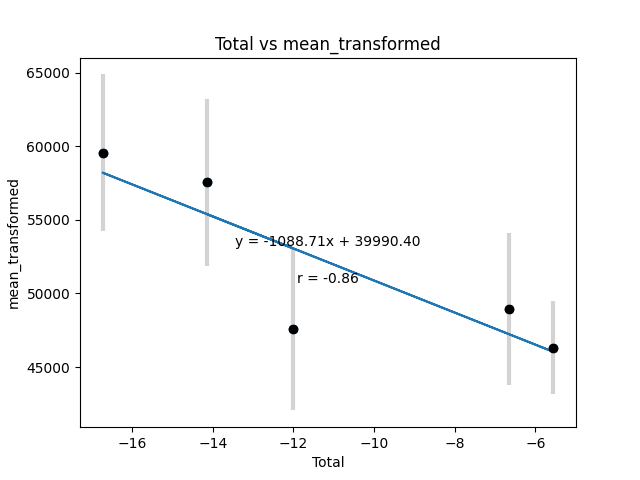 Total vs mean_transformed
65000
60000
55000
50000
45000
mean_transformed
y = -1088.71x + 39990.40
r = -0.86
−16
−14
−12
−10
−8
−6
Total